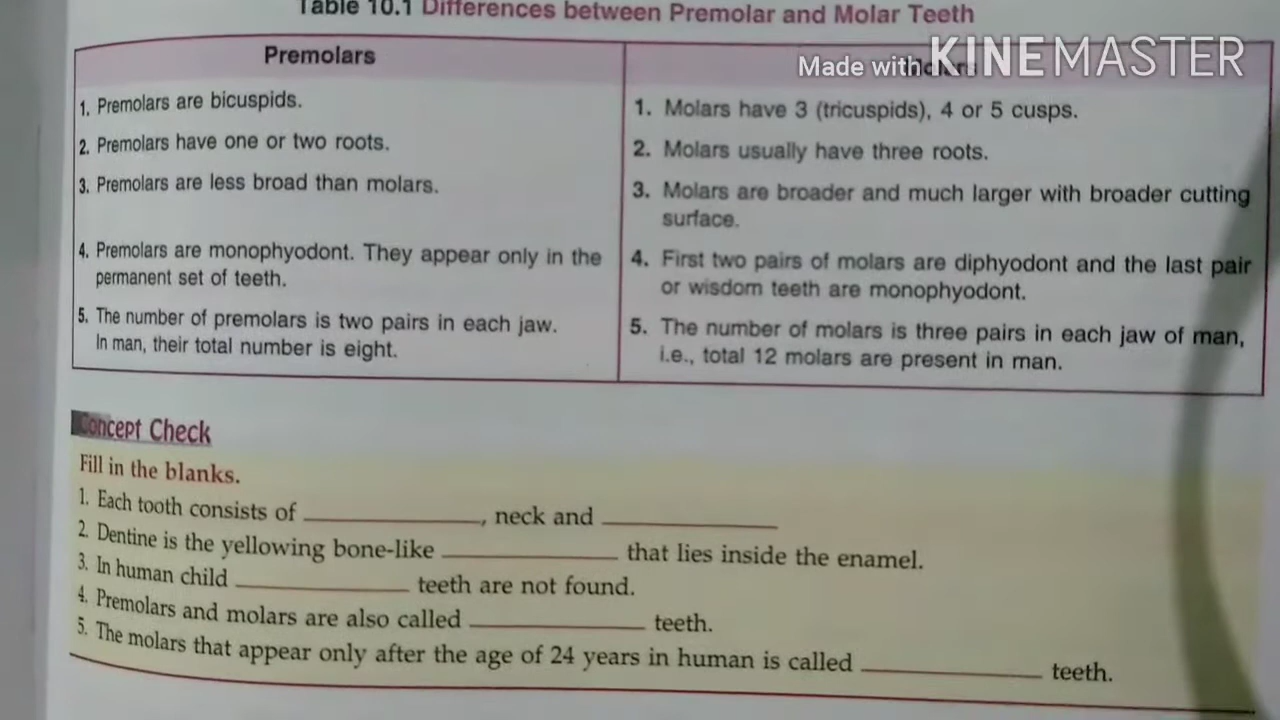 Table 10.1 Differences between Premolar and Molar Teeth
Premolars
Made with KINEMASTER
1. Premolars are bicuspids.
2. Premolars have one or two roots.
3. Premolars are less broad than molars.
4. Premolars are monophyodont. They appear only in the
permanent set of teeth.
5. The number of premolars is two pairs in each jaw.
In man, their total number is eight.
1. Molars have 3 (tricuspids), 4 or 5 cusps.
2. Molars usually have three roots.
3. Molars are broader and much larger with broader cutting
surface.
4. First two pairs of molars are diphyodont and the last pair
or wisdom teeth are monophyodont.
5. The number of molars is three pairs in each jaw of man,
i.e., total 12 molars are present in man.
Concept Check
Fill in the blanks.
1. Each tooth consists of ____________, neck and ____________
2. Dentine is the yellowing bone-like ____________ that lies inside the enamel.
3. In human child ____________ teeth are not found.
4. Premolars and molars are also called ____________ teeth.
5. The molars that appear only after the age of 24 years in human is called ____________ teeth.